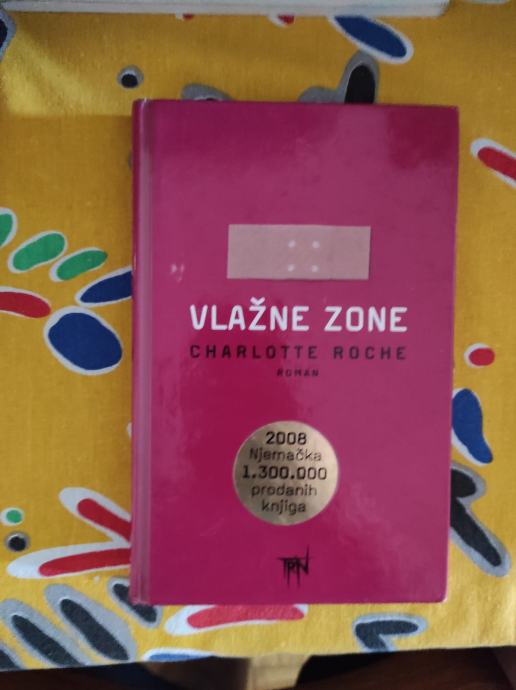 VLAŽNE ZONE
CHARLOTTE ROCHE
ROMAN
2008
Njemačka
1.300.000
prodanih
knjiga